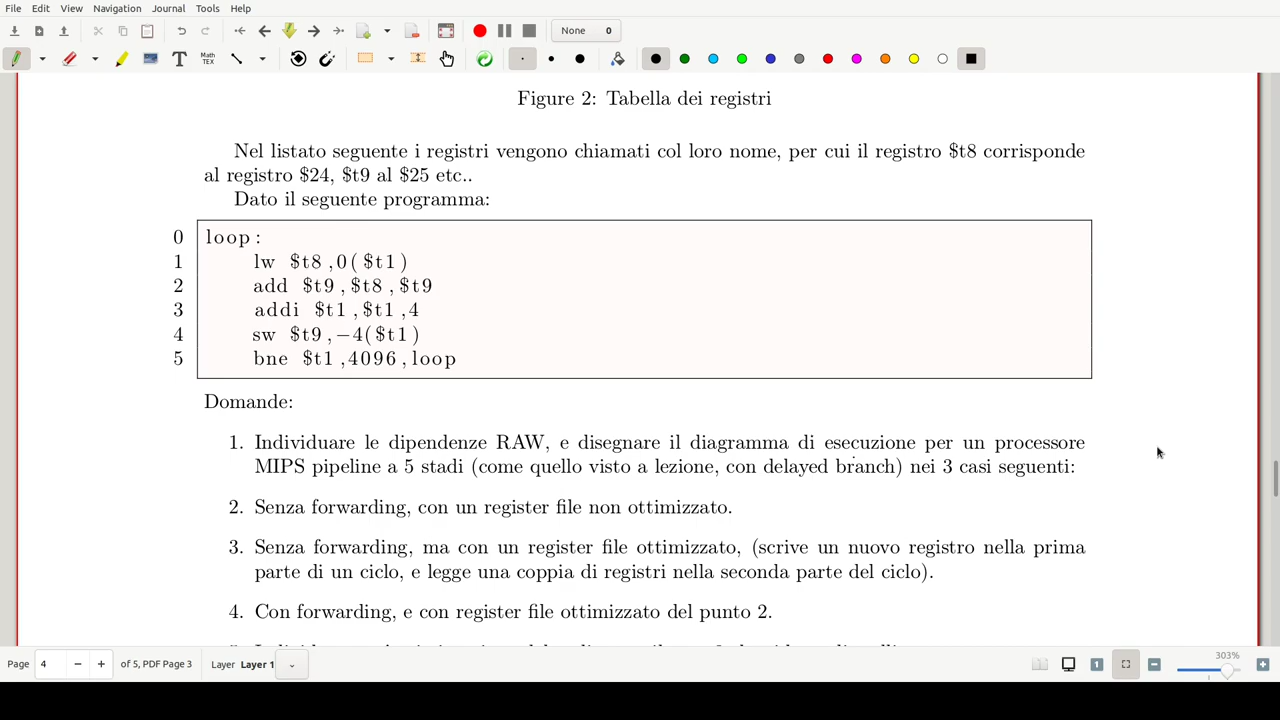 File Edit View Navigation Journal Tools Help
None 0
Math TEX
Figure 2: Tabella dei registri
Nel listato seguente i registri vengono chiamati col loro nome, per cui il registro $t8 corrisponde
al registro $24, $t9 al $25 etc..
Dato il seguente programma:
0 loop:
1 lw $t8,0($t1)
2 add $t9,$t8,$t9
3 addi $t1,$t1,4
4 sw $t9,−4($t1)
5 bne $t1,4096,loop
Domande:
1. Individuare le dipendenze RAW, e disegnare il diagramma di esecuzione per un processore
MIPS pipeline a 5 stadi (come quello visto a lezione, con delayed branch) nei 3 casi seguenti:
2. Senza forwarding, con un register file non ottimizzato.
3. Senza forwarding, ma con un register file ottimizzato, (scrive un nuovo registro nella prima
parte di un ciclo, e legge una coppia di registri nella seconda parte del ciclo).
4. Con forwarding, e con register file ottimizzato del punto 2.
Page 4 of 5, PDF Page 3 Layer Layer 1 1 303%